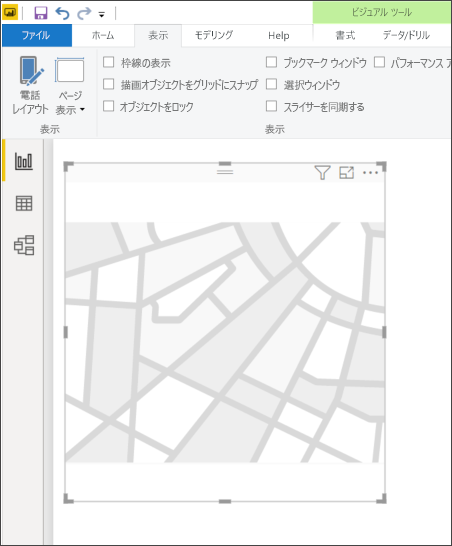 ビジュアル ツール
ファイル ホーム 表示 モデリング Help 書式 データ/ドリル
枠線の表示 ブックマーク ウィンドウ パフォーマンス
描画オブジェクトをグリッドにスナップ 選択ウィンドウ
電話 ページ
レイアウト 表示 オブジェクトをロック スライサーを同期する
表示 表示